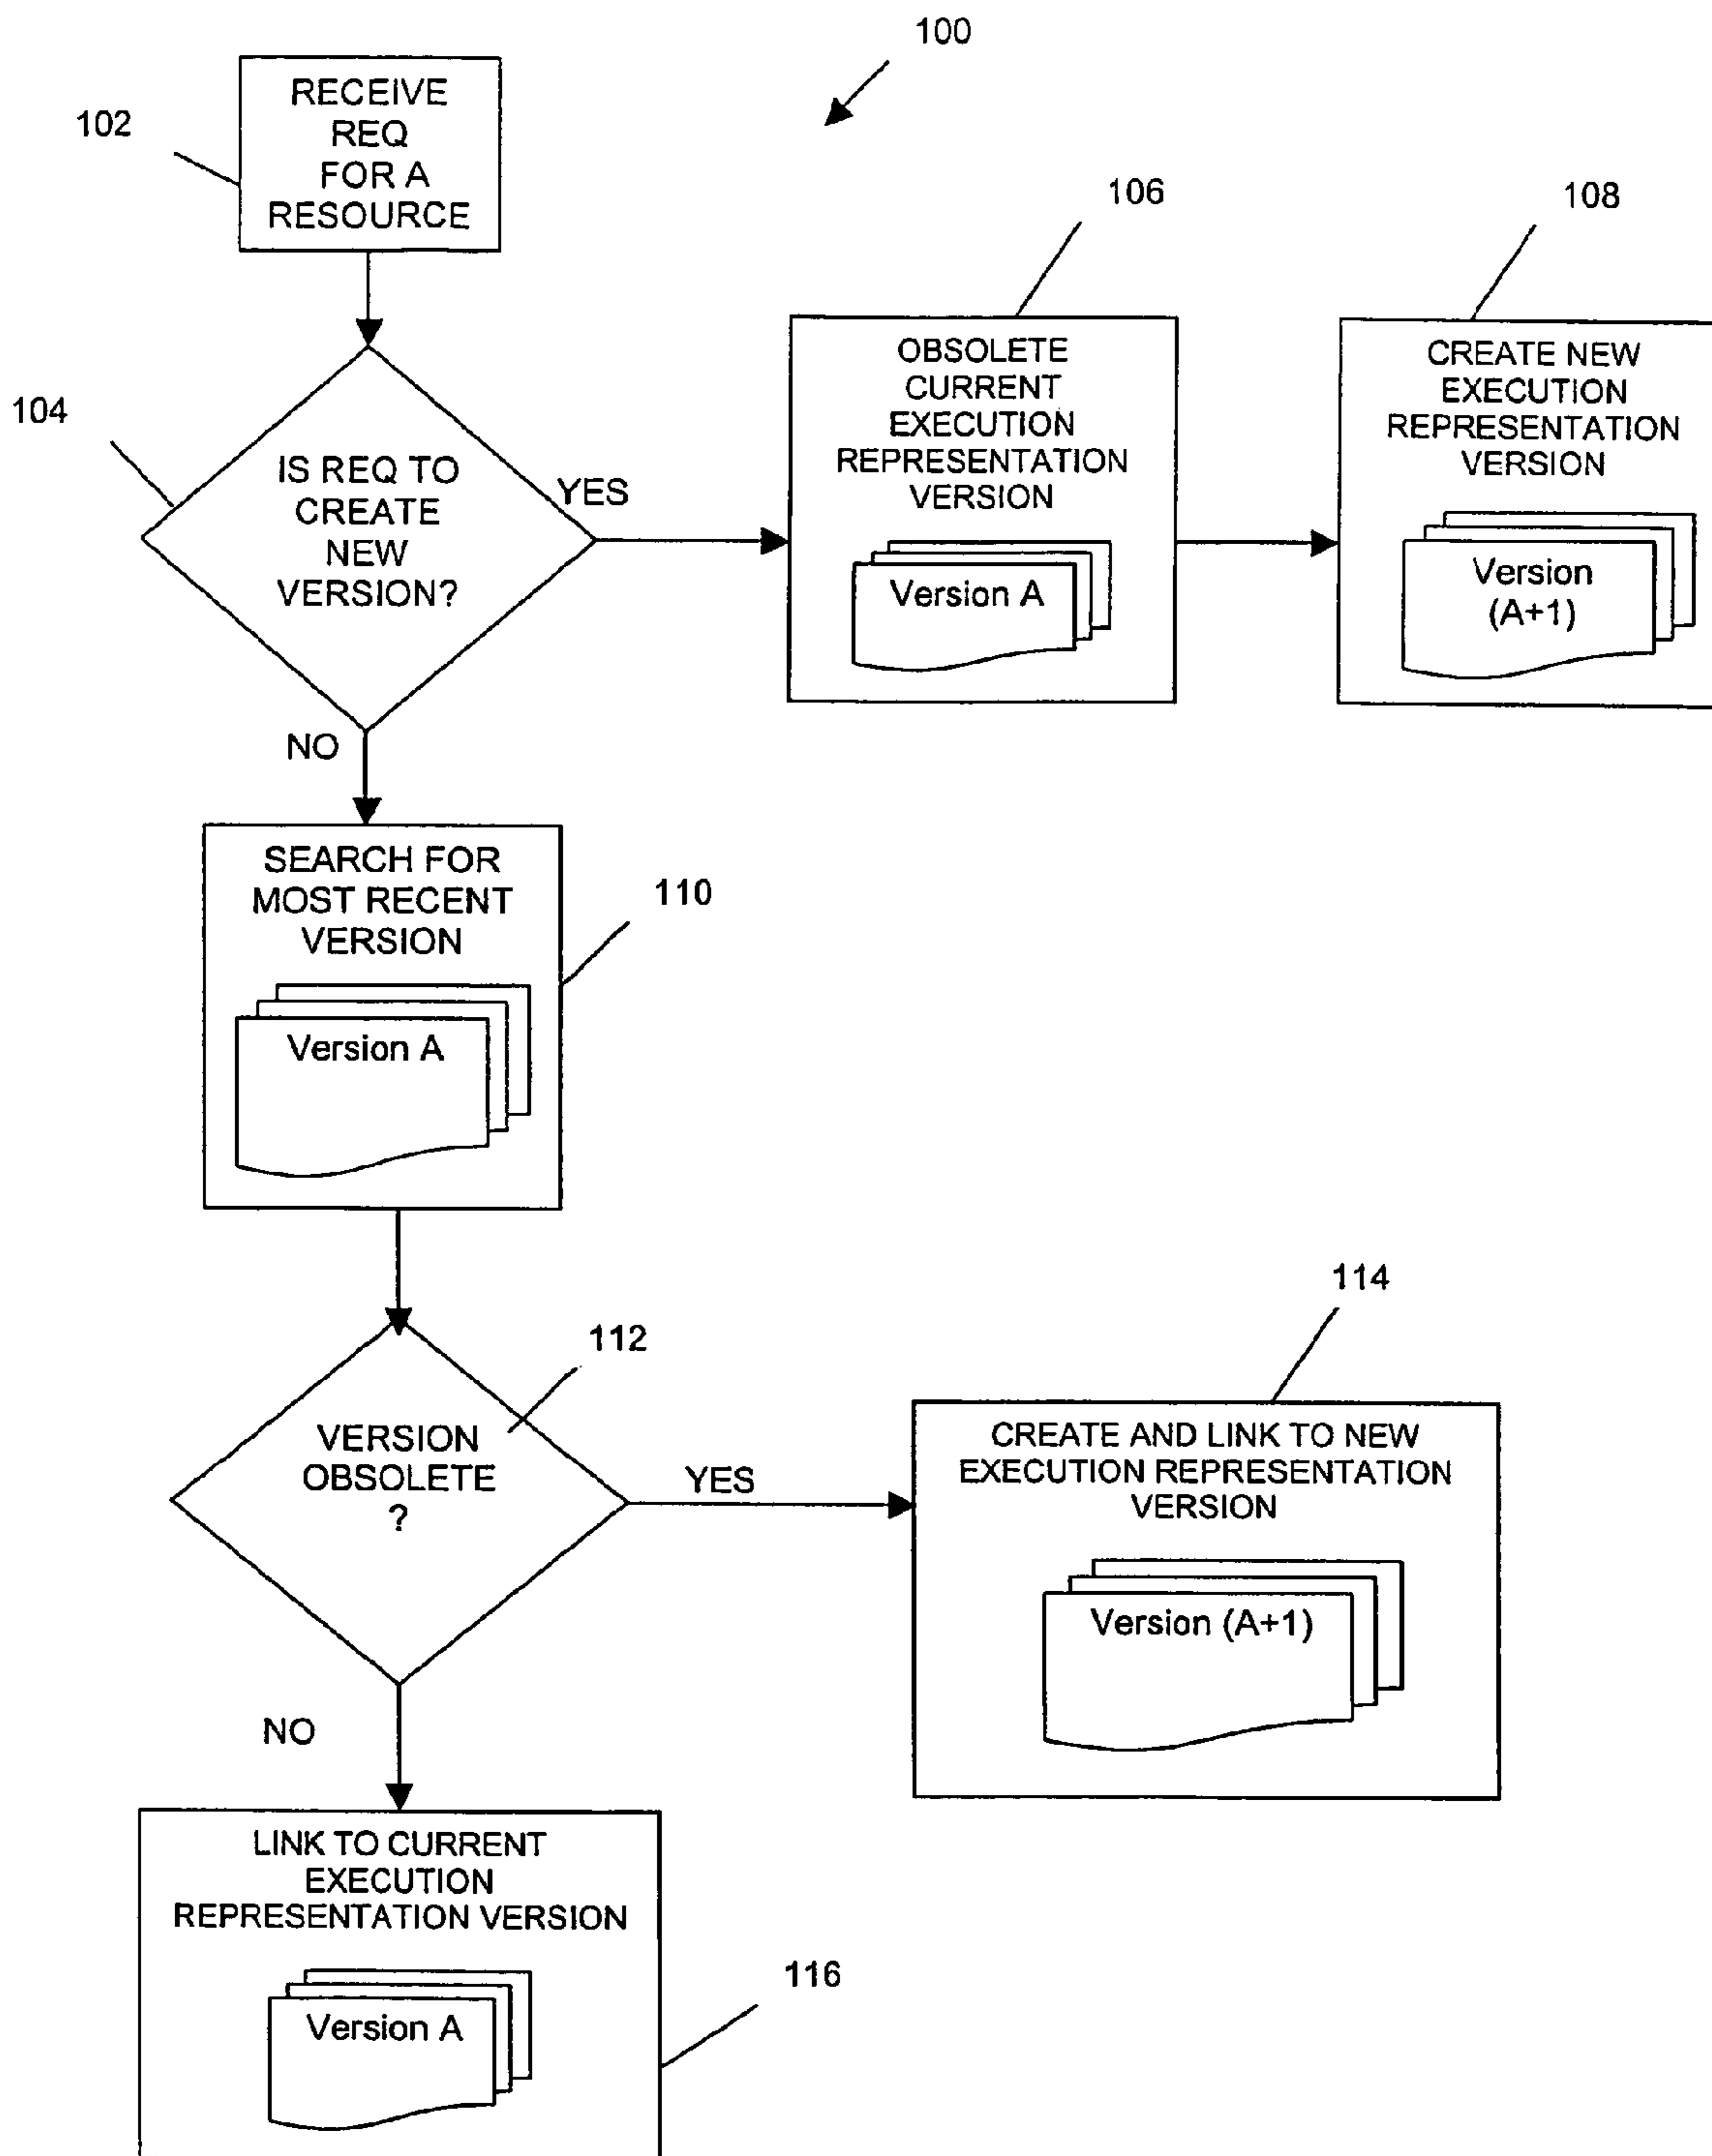 100
RECEIVE
REQ
FOR A
RESOURCE
102
106
108
OBSOLETE
CURRENT
EXECUTION
REPRESENTATION
VERSION
Version A
CREATE NEW
EXECUTION
REPRESENTATION
VERSION
Version
(A+1)
104
IS REQ TO
CREATE
NEW
VERSION?
YES
NO
SEARCH FOR
MOST RECENT
VERSION
Version A
110
112
VERSION
OBSOLETE
?
YES
NO
114
CREATE AND LINK TO NEW
EXECUTION REPRESENTATION
VERSION
Version (A+1)
LINK TO CURRENT
EXECUTION
REPRESENTATION VERSION
Version A
116